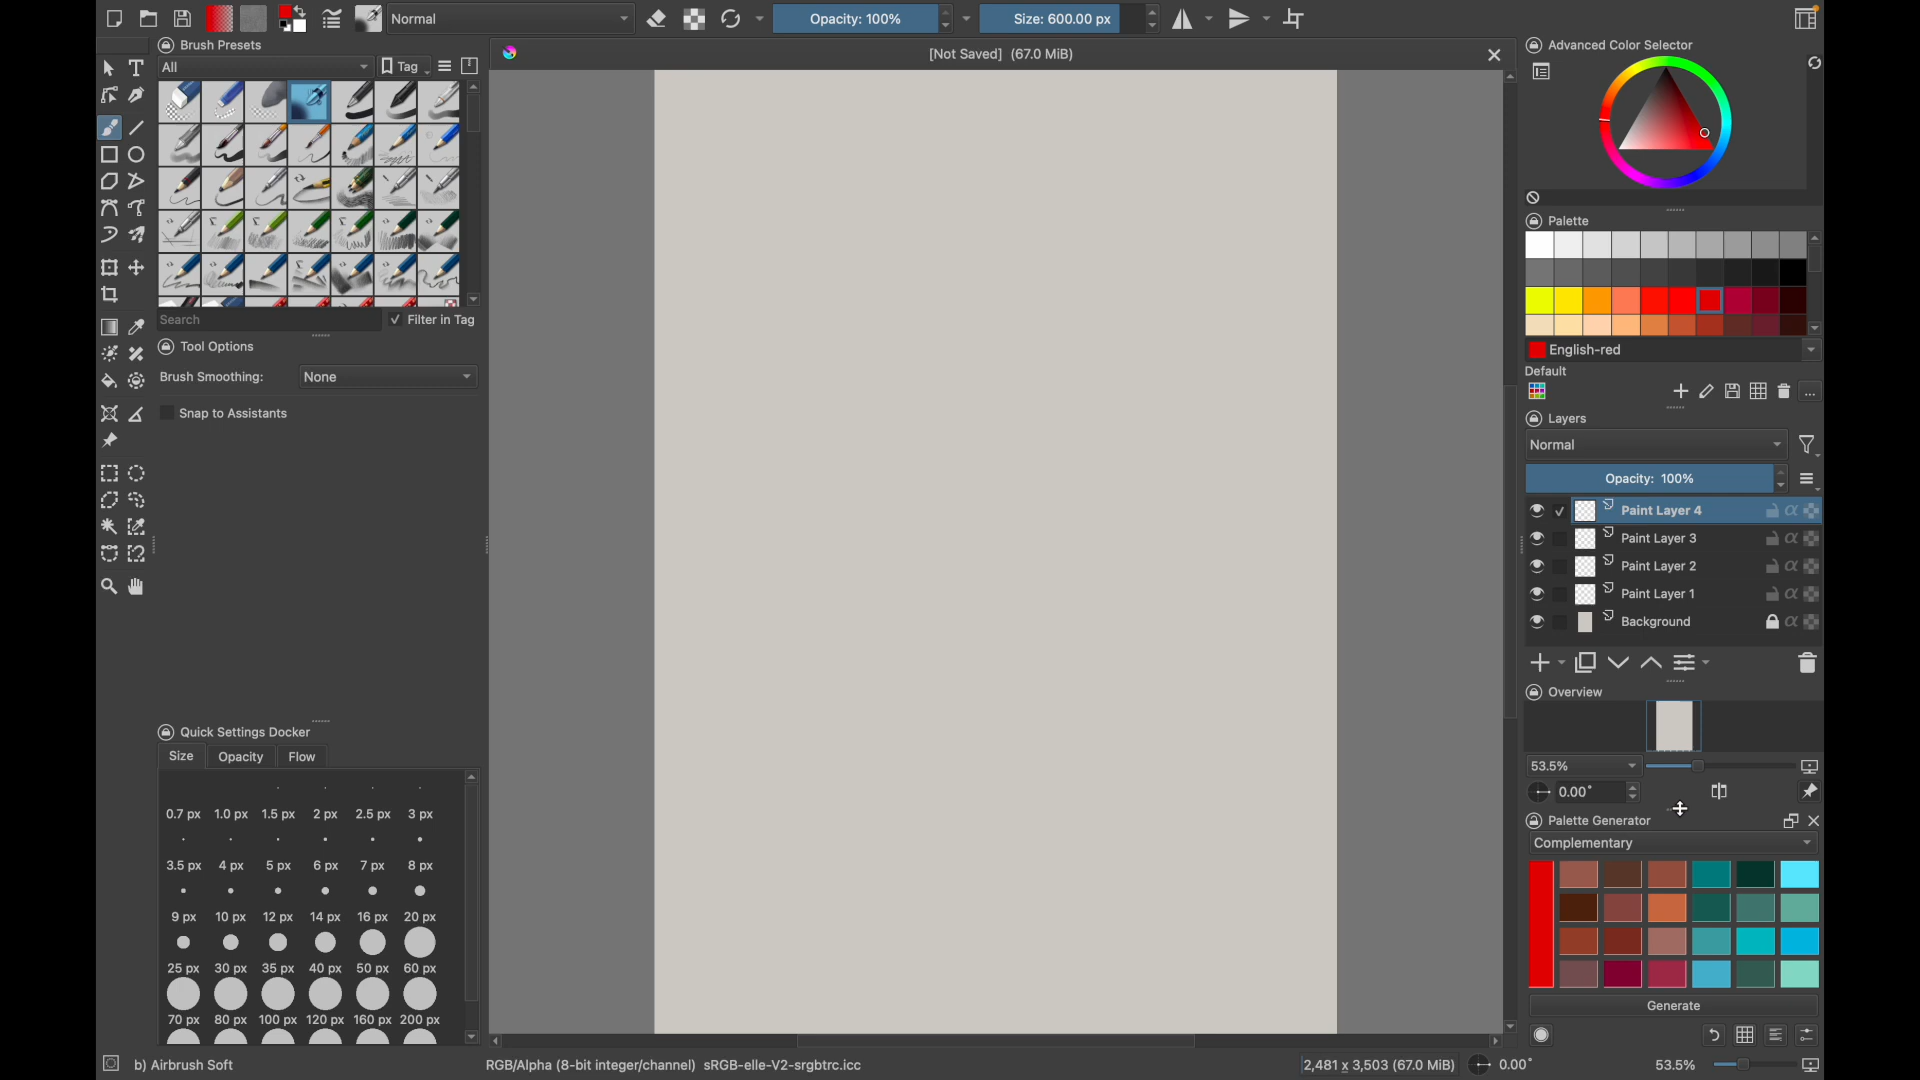 Normal
Opacity: 100%
Size: 600.00 px
Brush Presets
All
Tag
Search
Filter in Tag
Tool Options
Brush Smoothing:
None
Snap to Assistants
Quick Settings Docker
Size
Opacity
Flow
0.7 px 1.0 px 1.5 px 2 px 2.5 px 3 px
3.5 px 4 px 5 px 6 px 7 px 8 px
9 px 10 px 12 px 14 px 16 px 20 px
25 px 30 px 35 px 40 px 50 px 60 px
70 px 80 px 100 px 120 px 160 px 200 px
b) Airbrush Soft
[Not Saved] (67.0 MiB)
RGB/Alpha (8-bit integer/channel) sRGB-elle-V2-srgbtrc.icc
2,481 x 3,503 (67.0 MiB)
0.00°
53.5%
Advanced Color Selector
Palette
English-red
Default
...
Layers
Normal
Opacity: 100%
Paint Layer 4
Paint Layer 3
Paint Layer 2
Paint Layer 1
Background
Overview
53.5%
0.00°
Palette Generator
Complementary
Generate